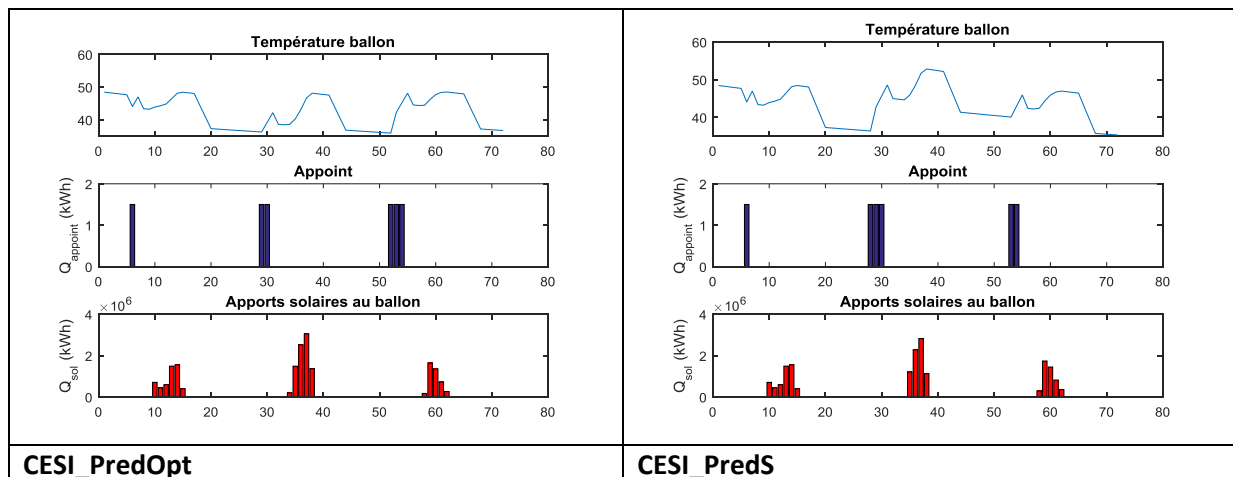 Température ballon
60
50
40
0 10 20 30 40 50 60 70 80
Appoint
Q_appoint (kWh)
2
1
0
0 10 20 30 40 50 60 70 80
Apports solaires au ballon
× 10^6
Q_sol (kWh)
4
2
0
0 10 20 30 40 50 60 70 80
CESI_PredOpt
Température ballon
60
50
40
0 10 20 30 40 50 60 70 80
Appoint
Q_appoint (kWh)
2
1
0
0 10 20 30 40 50 60 70 80
Apports solaires au ballon
× 10^6
Q_sol (kWh)
4
2
0
0 10 20 30 40 50 60 70 80
CESI_PredS